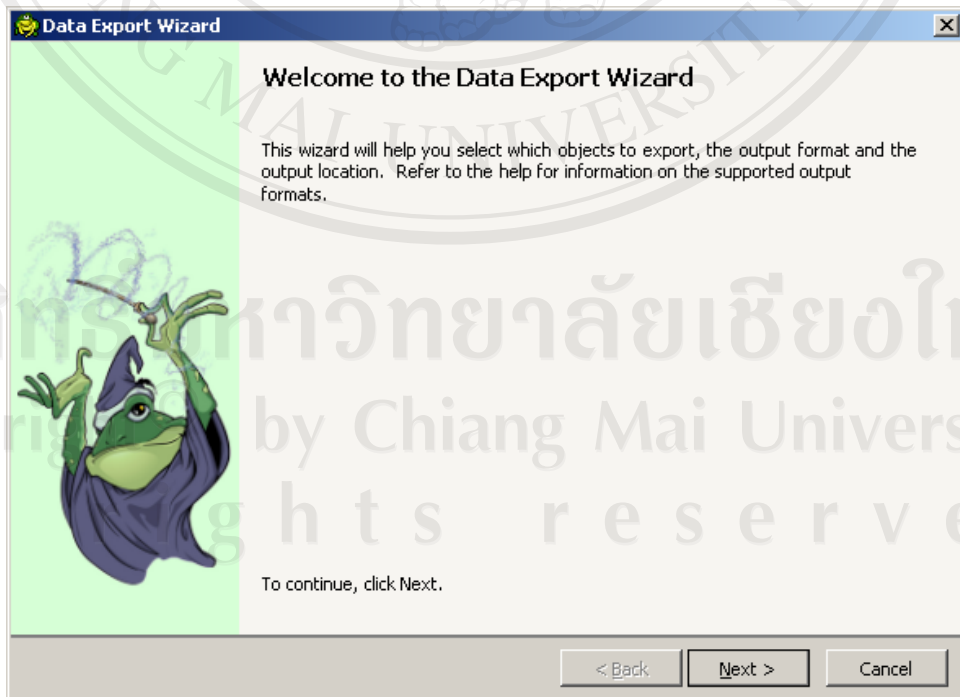 Data Export Wizard
NG MAI UNIVERSITY
Welcome to the Data Export Wizard
This wizard will help you select which objects to export, the output format and the
output location. Refer to the help for information on the supported output
formats.
หาวิทยาลัยเชียงใ
by Chiang Mai Univers
g h t s r e s e r v e
To continue, click Next.
< Back Next > Cancel